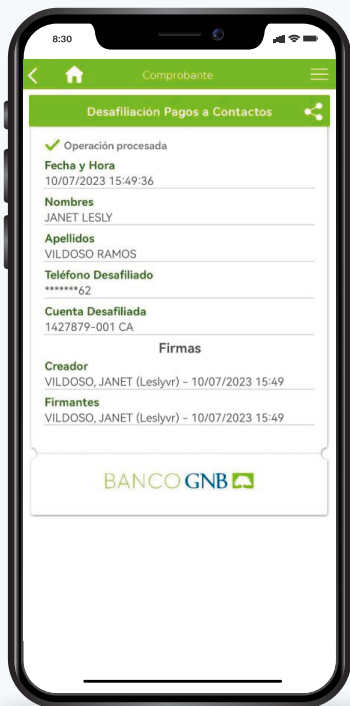 8:30
Comprobante
Desafiliación Pagos a Contactos
Operación procesada
Fecha y Hora
10/07/2023 15:49:36
Nombres
JANET LESLY
Apellidos
VILDOSO RAMOS
Teléfono Desafiliado
*******62
Cuenta Desafiliada
1427879-001 CA
Firmas
Creador
VILDOSO, JANET (Leslyvr) - 10/07/2023 15:49
Firmantes
VILDOSO, JANET (Leslyvr) - 10/07/2023 15:49
BANCO GNB